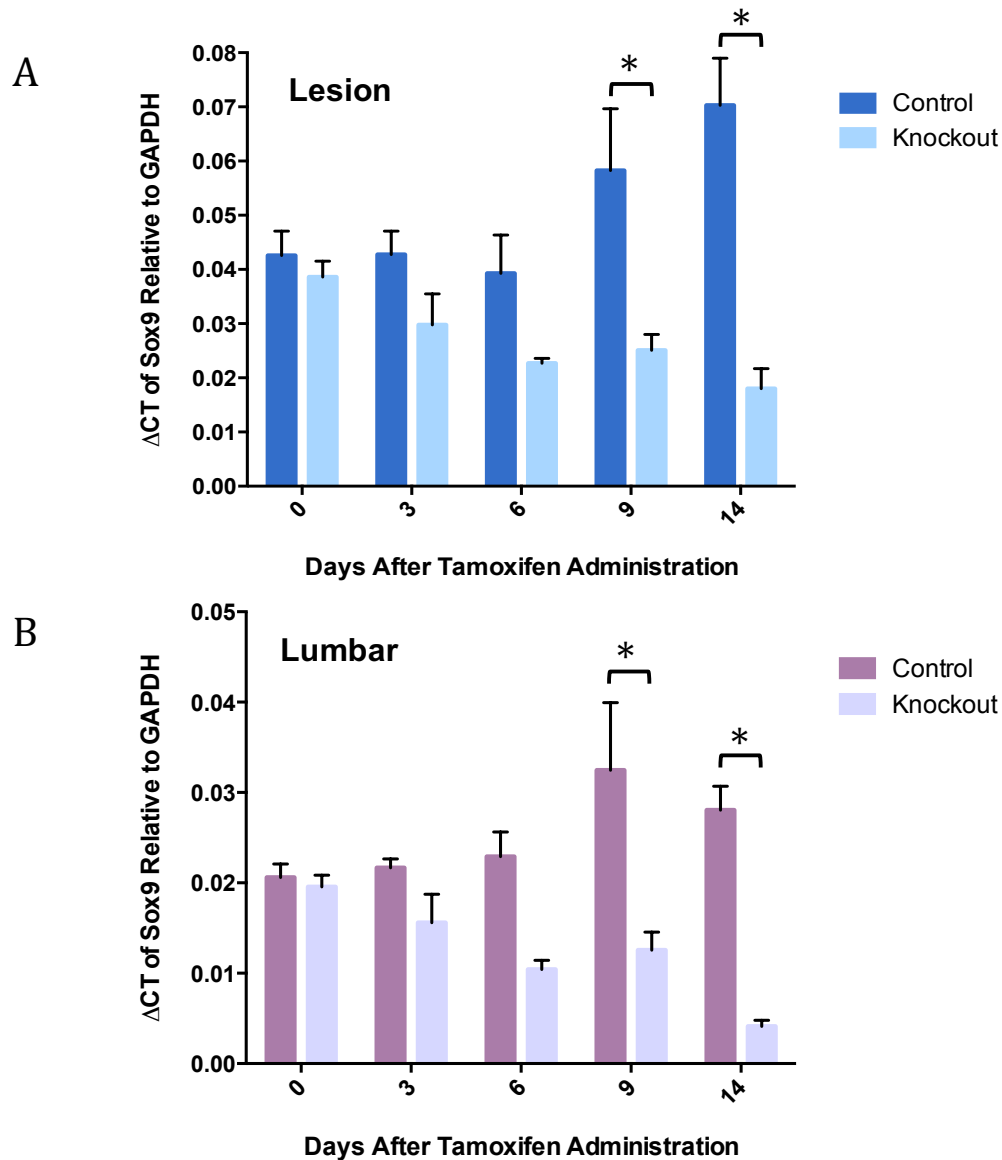 A
Lesion
*
*
Control
Knockout
ΔCT of Sox9 Relative to GAPDH
0.08
0.07
0.06
0.05
0.04
0.03
0.02
0.01
0.00
0 3 6 9 14
Days After Tamoxifen Administration
B
Lumbar
*
*
Control
Knockout
ΔCT of Sox9 Relative to GAPDH
0.05
0.04
0.03
0.02
0.01
0.00
0 3 6 9 14
Days After Tamoxifen Administration